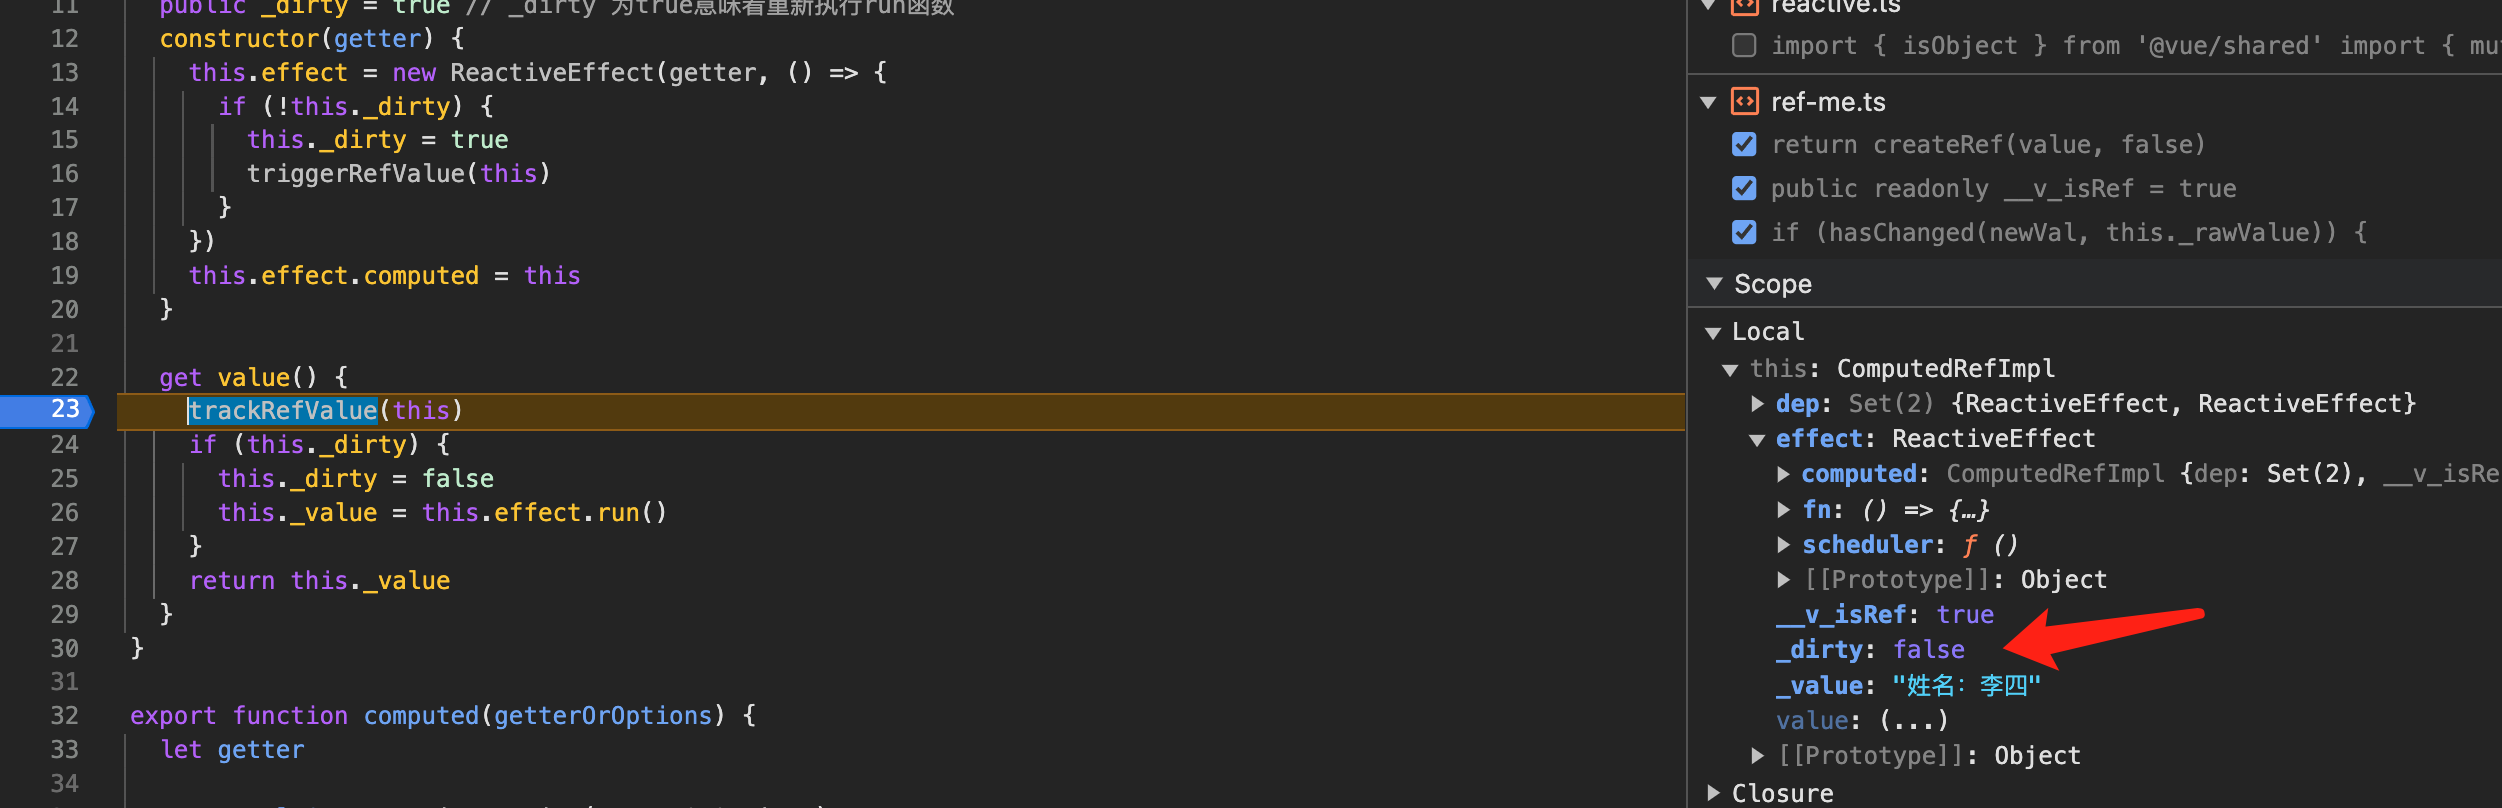 11 public _dirty = true // _dirty 为true意味着重新执行run函数
12 constructor(getter) {
13 this.effect = new ReactiveEffect(getter, () => {
14 if (!this._dirty) {
15 this._dirty = true
16 triggerRefValue(this)
17 }
18 })
19 this.effect.computed = this
20 }
21
22 get value() {
23 trackRefValue(this)
24 if (this._dirty) {
25 this._dirty = false
26 this._value = this.effect.run()
27 }
28 return this._value
29 }
30 }
31
32 export function computed(getterOrOptions) {
33 let getter
34
reactive.ts
import { isObject } from '@vue/shared' import { mut
ref-me.ts
return createRef(value, false)
public readonly __v_isRef = true
if (hasChanged(newVal, this._rawValue)) {
Scope
Local
this: ComputedRefImpl
dep: Set(2) {ReactiveEffect, ReactiveEffect}
effect: ReactiveEffect
computed: ComputedRefImpl {dep: Set(2), __v_isRe
fn: () => {…}
scheduler: ƒ ()
[[Prototype]]: Object
__v_isRef: true
_dirty: false
_value: "姓名：李四"
value: (...)
[[Prototype]]: Object
Closure